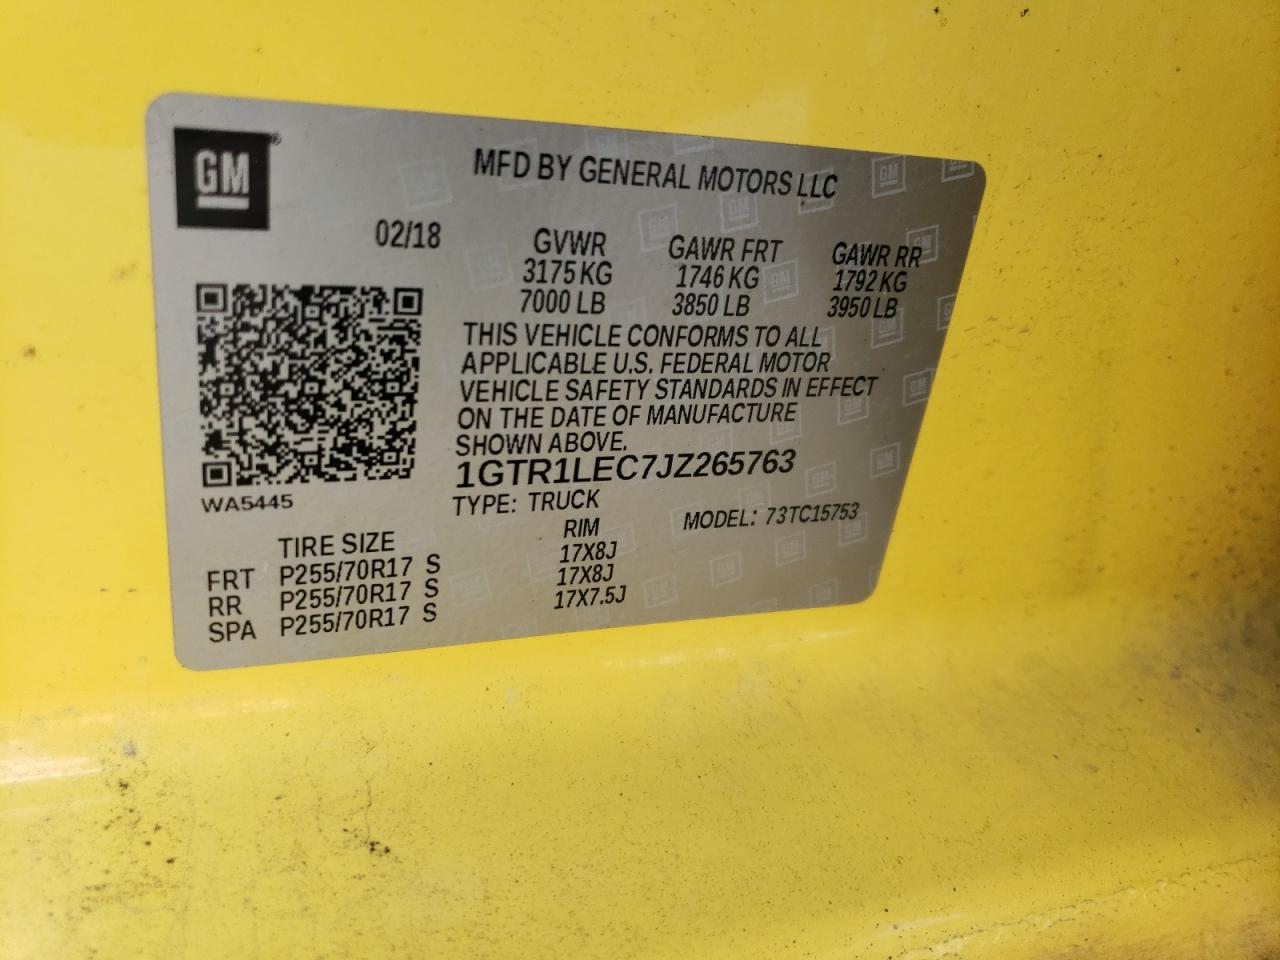 GM®
MFD BY GENERAL MOTORS LLC
02/18
GVWR GAWR FRT GAWR RR
3175 KG 1746 KG 1792 KG
7000 LB 3850 LB 3950 LB
THIS VEHICLE CONFORMS TO ALL
APPLICABLE U.S. FEDERAL MOTOR
VEHICLE SAFETY STANDARDS IN EFFECT
ON THE DATE OF MANUFACTURE
SHOWN ABOVE.
1GTR1LEC7JZ265763
WA5445
TYPE: TRUCK MODEL: 73TC15753
TIRE SIZE RIM
FRT P255/70R17 S 17X8J
RR P255/70R17 S 17X8J
SPA P255/70R17 S 17X7.5J